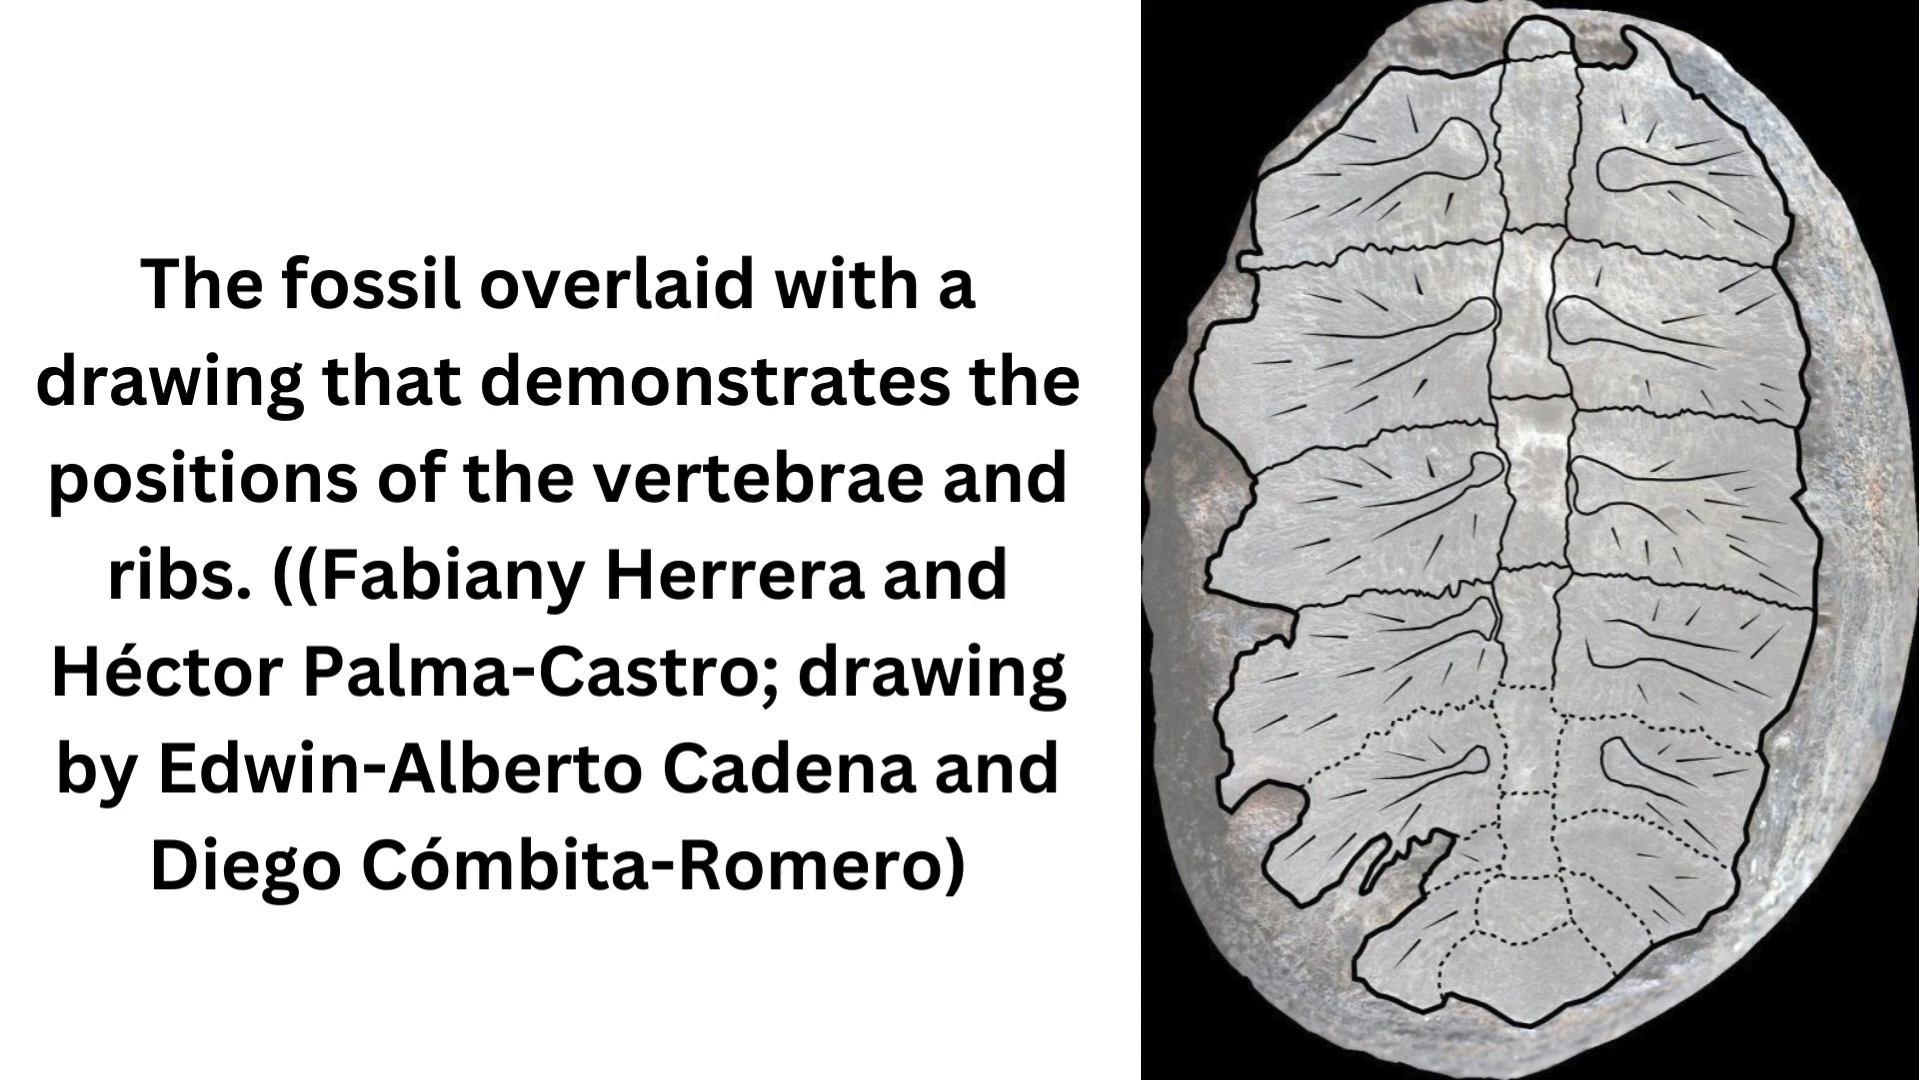 The fossil overlaid with a
drawing that demonstrates the
positions of the vertebrae and
ribs. ((Fabiany Herrera and
Héctor Palma-Castro; drawing
by Edwin-Alberto Cadena and
Diego Cómbita-Romero)